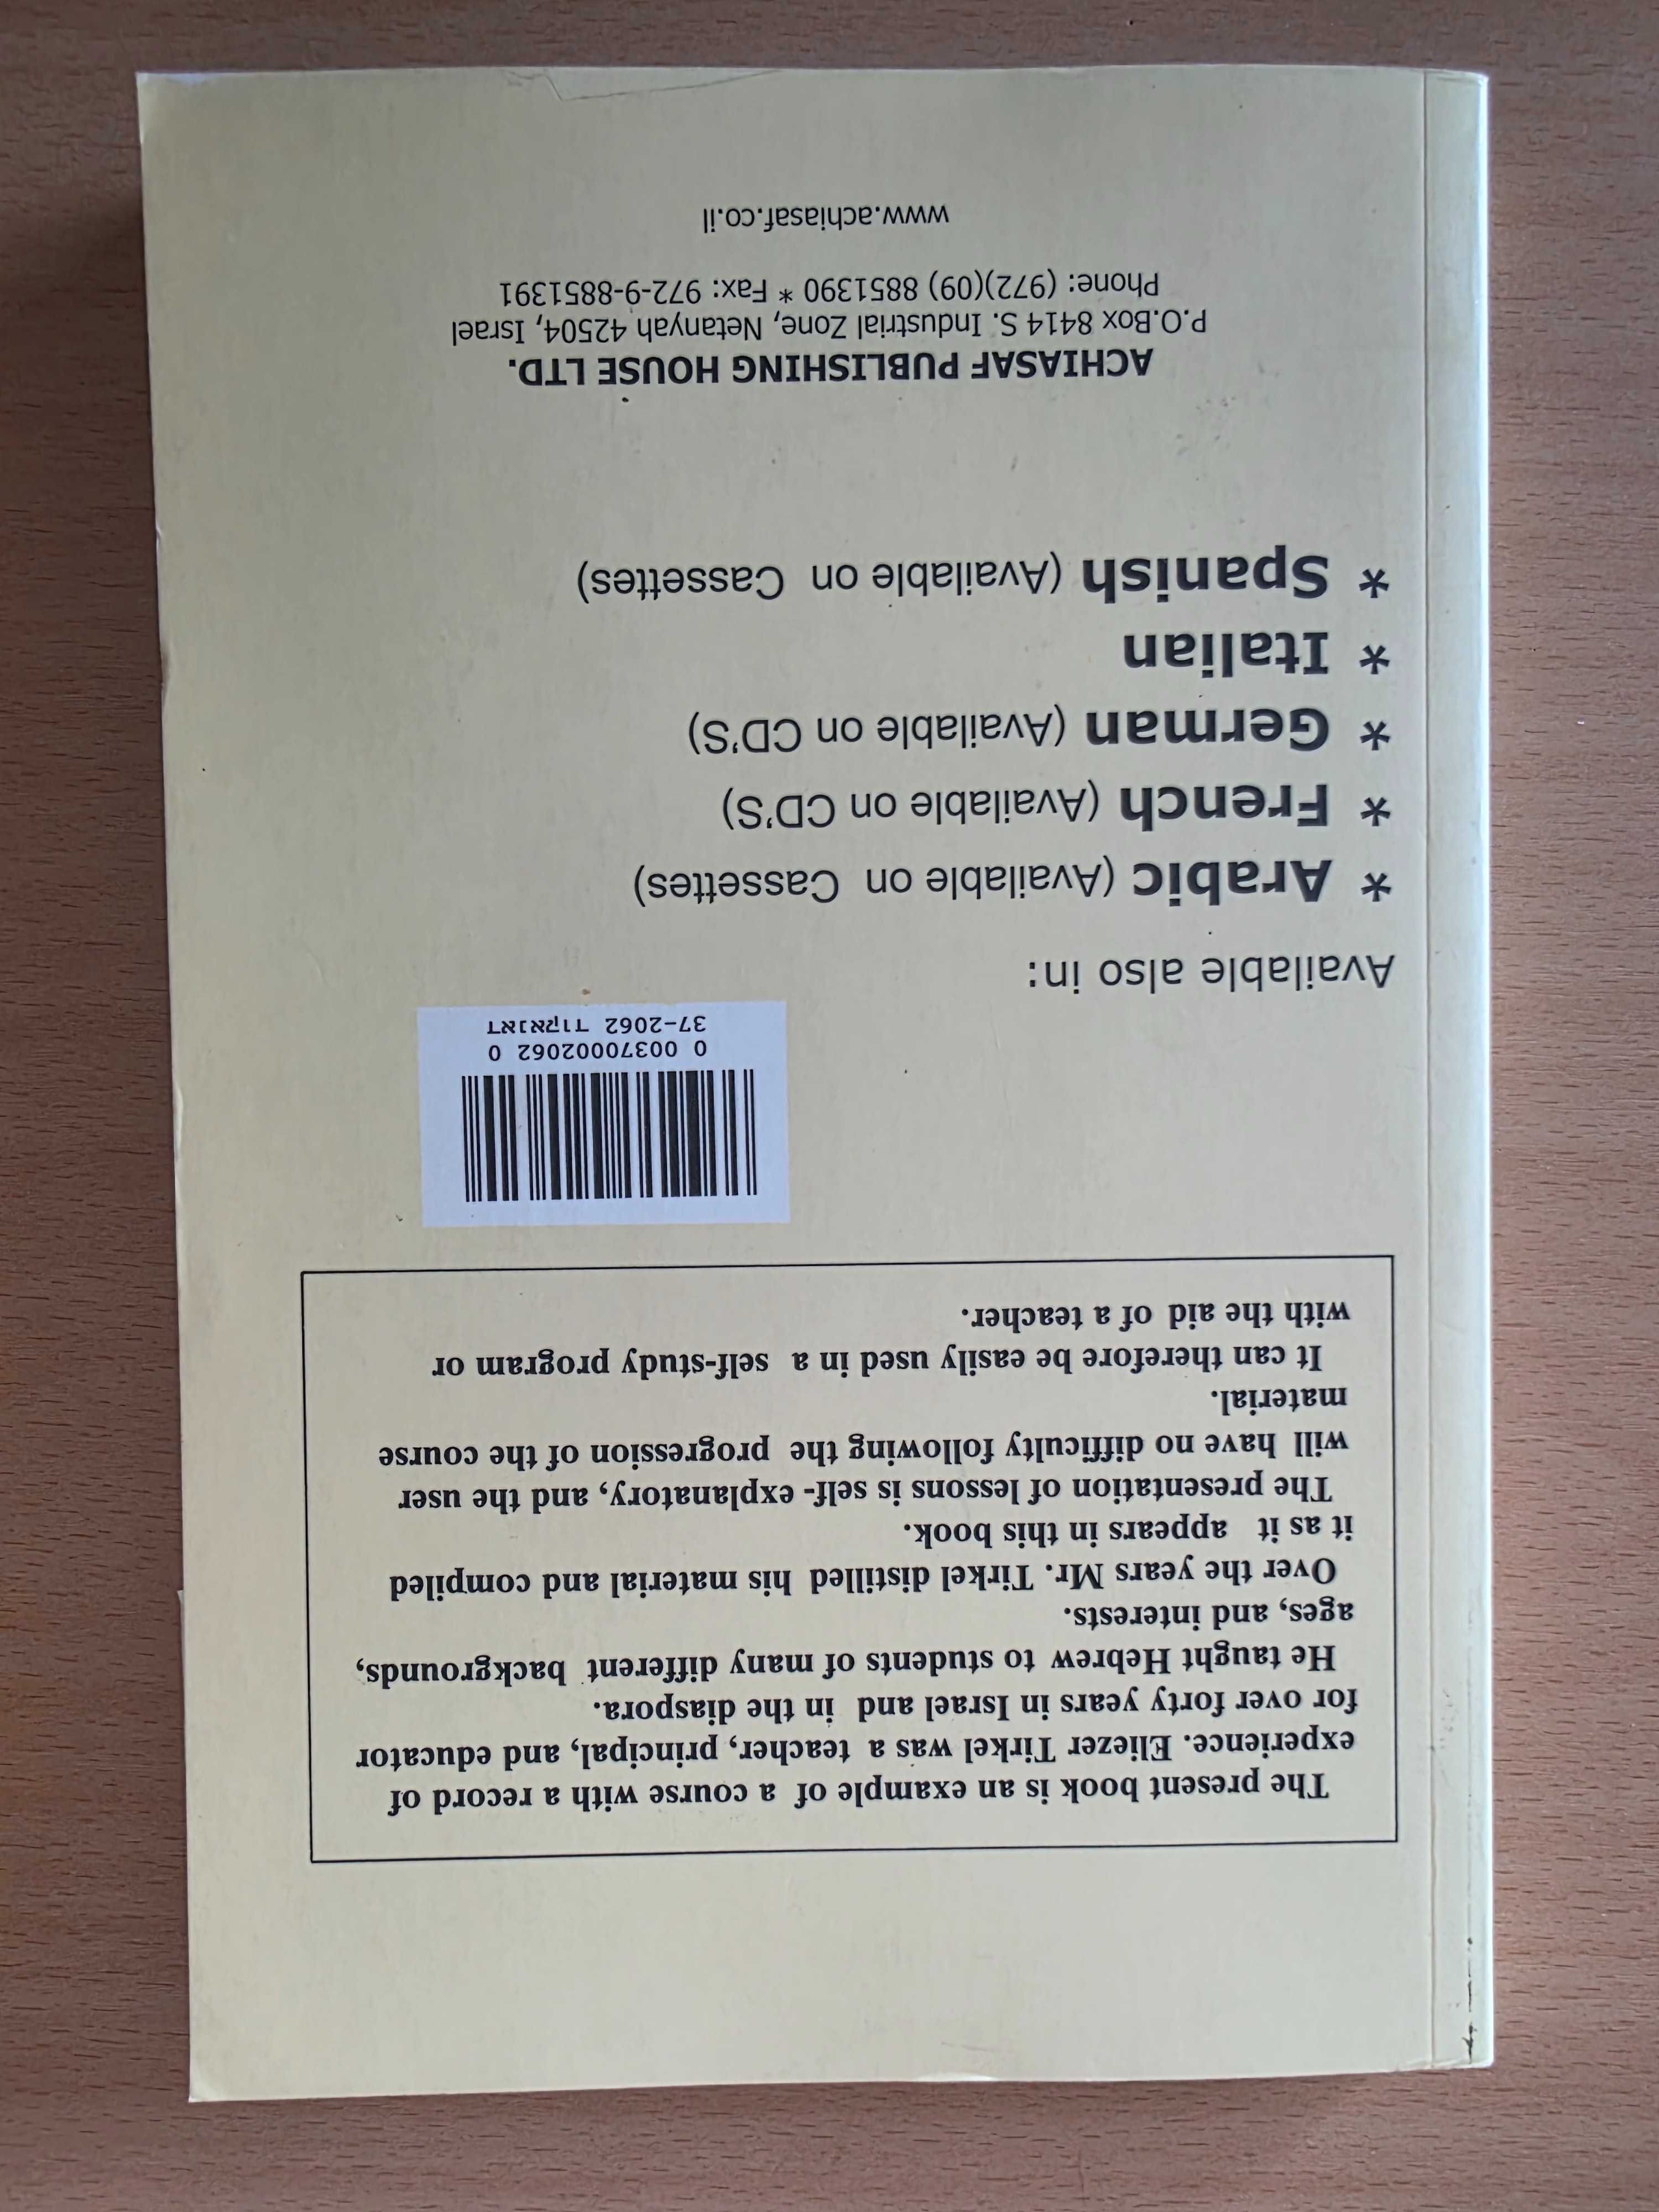 The present book is an example of a course with a record of
experience. Eliezer Tirkel was a teacher, principal, and educator
for over forty years in Israel and in the diaspora.
He taught Hebrew to students of many different backgrounds,
ages, and interests.
Over the years Mr. Tirkel distilled his material and compiled
it as it appears in this book.
The presentation of lessons is self- explanatory, and the user
will have no difficulty following the progression of the course
material.
It can therefore be easily used in a self-study program or
with the aid of a teacher.
0 00370002062 0
37-2062 דאנאקוד
Available also in:
* Arabic (Available on Cassettes)
* French (Available on CD'S)
* German (Available on CD'S)
* Italian
* Spanish (Available on Cassettes)
ACHIASAF PUBLISHING HOUSE LTD.
P.O.Box 8414 S. Industrial Zone, Netanyah 42504, Israel
Phone: (972)(09) 8851390 * Fax: 972-9-8851391
www.achiasaf.co.il